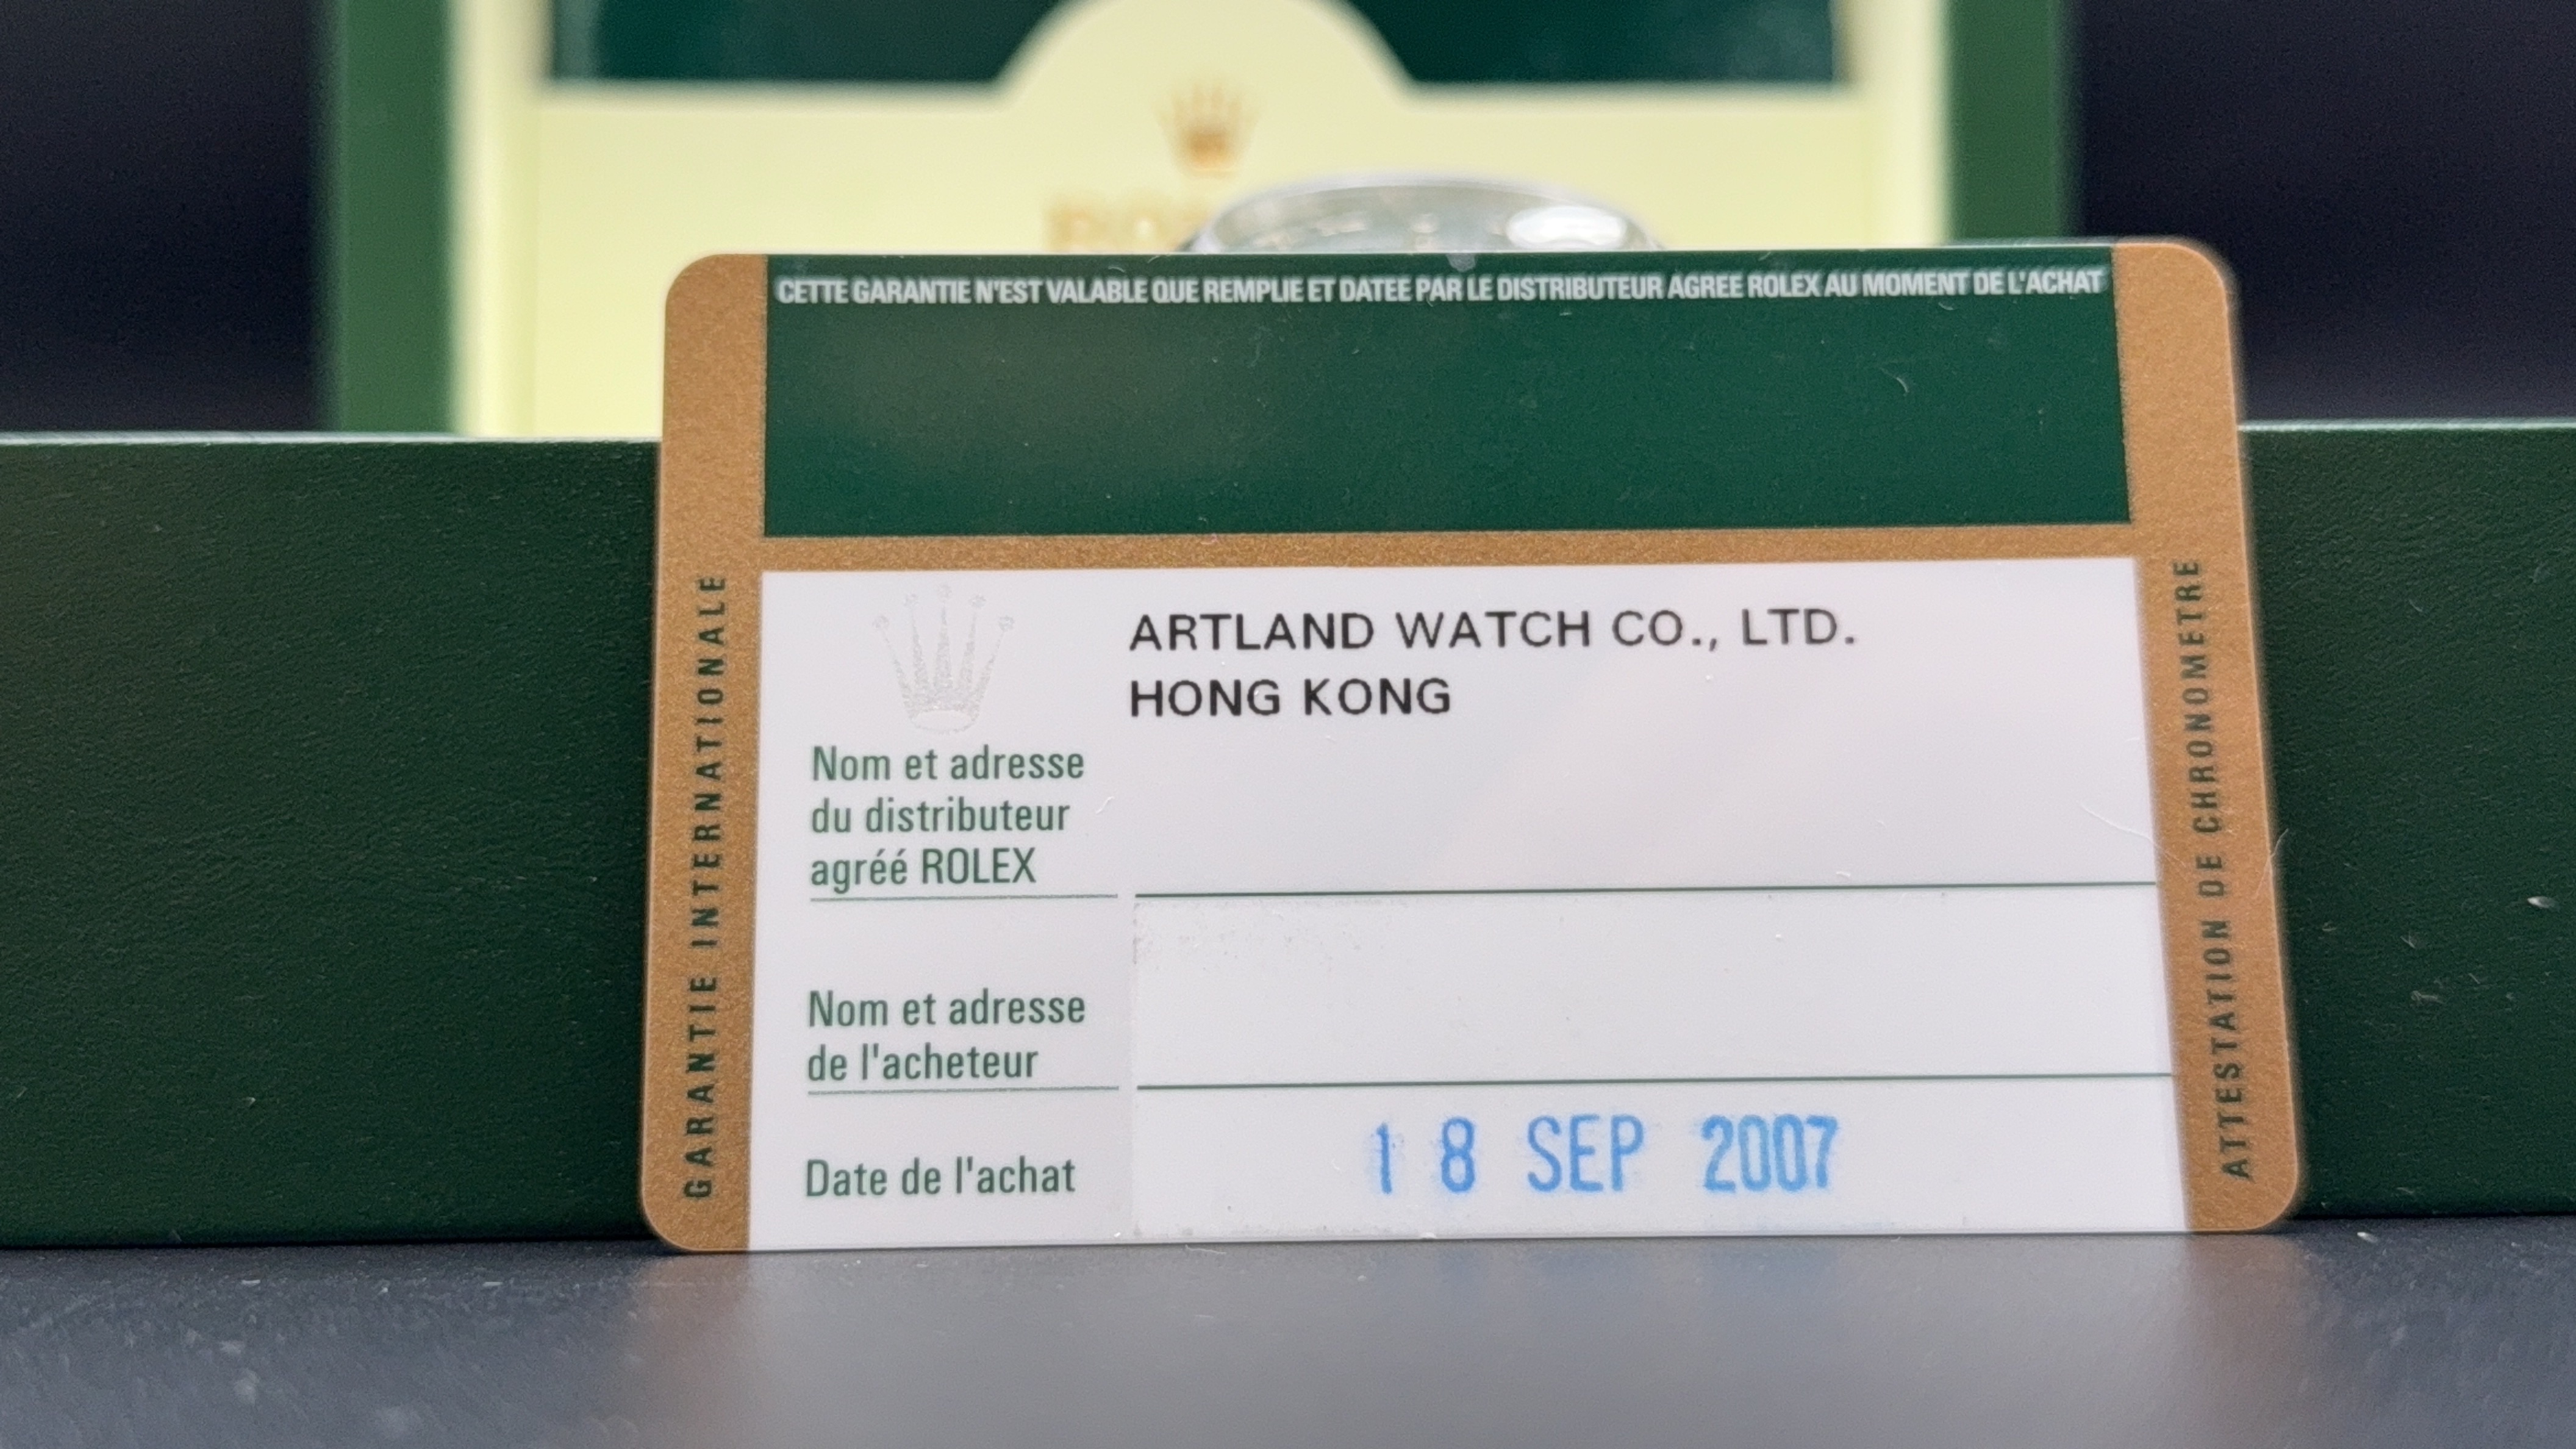 CETTE GARANTIE N'EST VALABLE QUE REMPLIE ET DATEE PAR LE DISTRIBUTEUR AGREE ROLEX AU MOMENT DE L'ACHAT
GARANTIE INTERNATIONALE
ARTLAND WATCH CO., LTD.
HONG KONG
Nom et adresse
du distributeur
agréé ROLEX
Nom et adresse
de l'acheteur
Date de l'achat
18 SEP 2007
ATTESTATION DE CHRONOMETRE